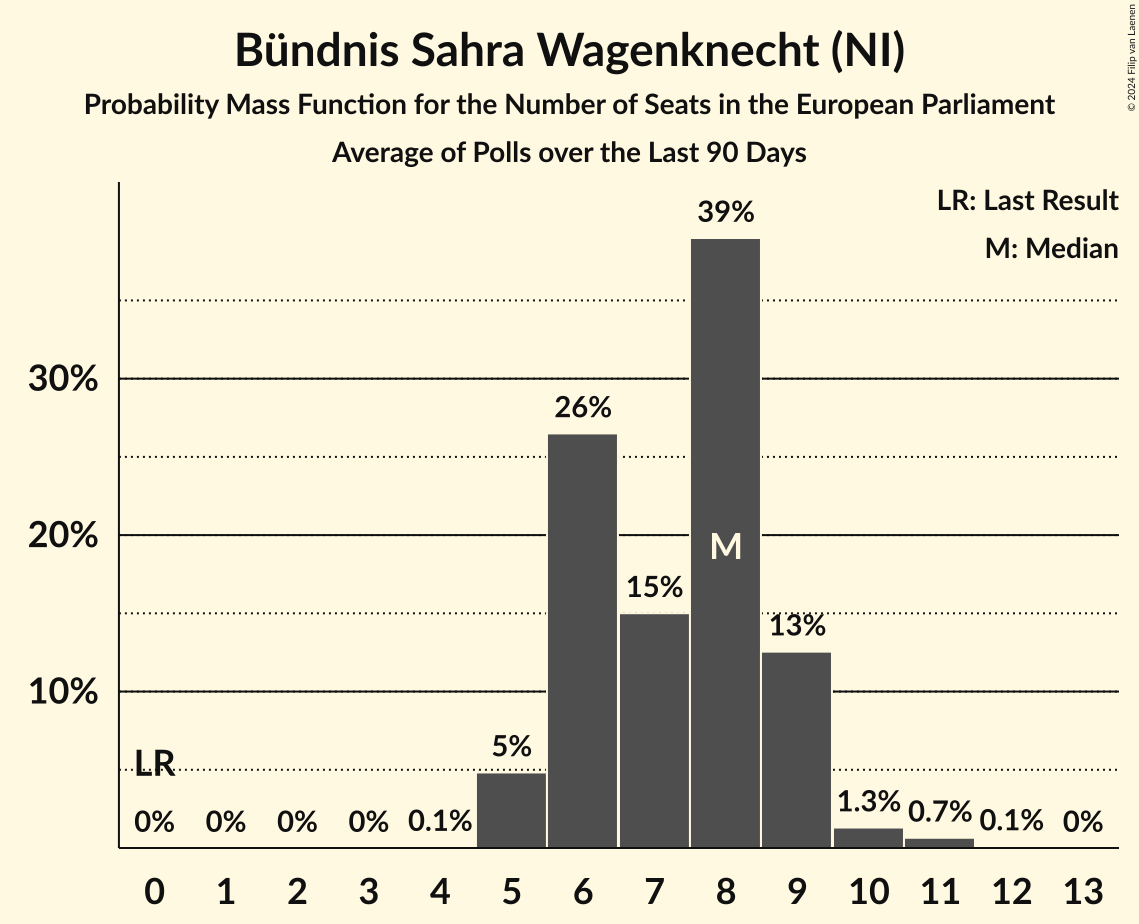 Bündnis Sahra Wagenknecht (NI)
Probability Mass Function for the Number of Seats in the European Parliament
Average of Polls over the Last 90 Days
© 2024 Filip van Laenen
LR: Last Result
M: Median
39%
30%
26%
20%
M
15%
13%
10%
LR
5%
0% 0% 0% 0% 0.1% 1.3% 0.7% 0.1% 0%
0 1 2 3 4 5 6 7 8 9 10 11 12 13